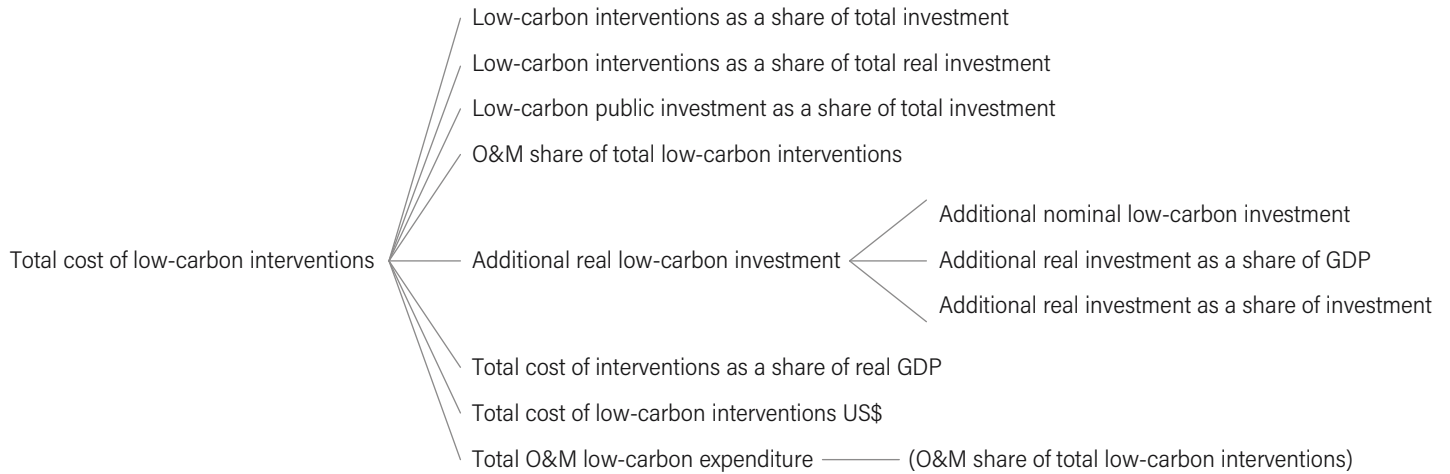 Low-carbon interventions as a share of total investment
Low-carbon interventions as a share of total real investment
Low-carbon public investment as a share of total investment
O&M share of total low-carbon interventions
Additional nominal low-carbon investment
Total cost of low-carbon interventions
Additional real low-carbon investment
Additional real investment as a share of GDP
Additional real investment as a share of investment
Total cost of interventions as a share of real GDP
Total cost of low-carbon interventions US$
Total O&M low-carbon expenditure
(O&M share of total low-carbon interventions)